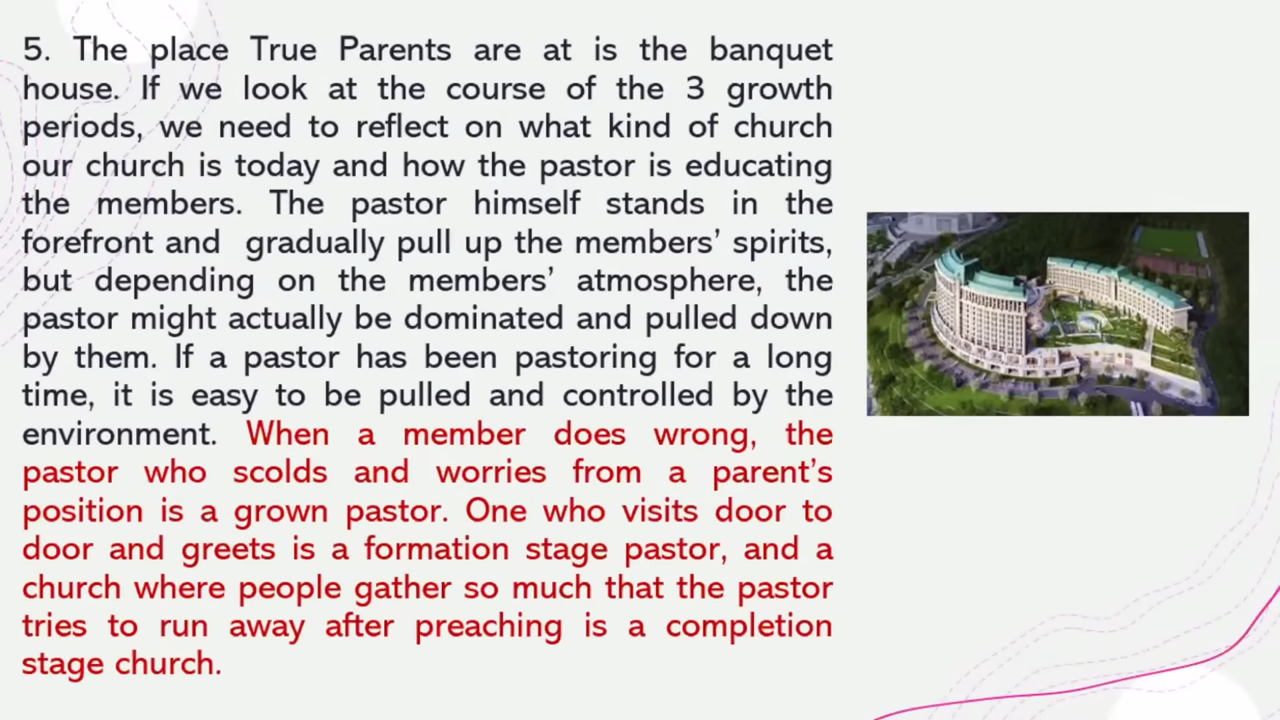 5. The place True Parents are at is the banquet
house. If we look at the course of the 3 growth
periods, we need to reflect on what kind of church
our church is today and how the pastor is educating
the members. The pastor himself stands in the
forefront and gradually pull up the members’ spirits,
but depending on the members’ atmosphere, the
pastor might actually be dominated and pulled down
by them. If a pastor has been pastoring for a long
time, it is easy to be pulled and controlled by the
environment. When a member does wrong, the
pastor who scolds and worries from a parent’s
position is a grown pastor. One who visits door to
door and greets is a formation stage pastor, and a
church where people gather so much that the pastor
tries to run away after preaching is a completion
stage church.